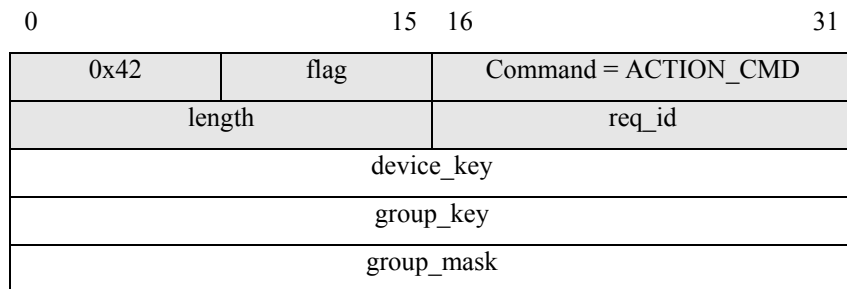 0 15 16 31
0x42 flag Command = ACTION_CMD
length req_id
device_key
group_key
group_mask